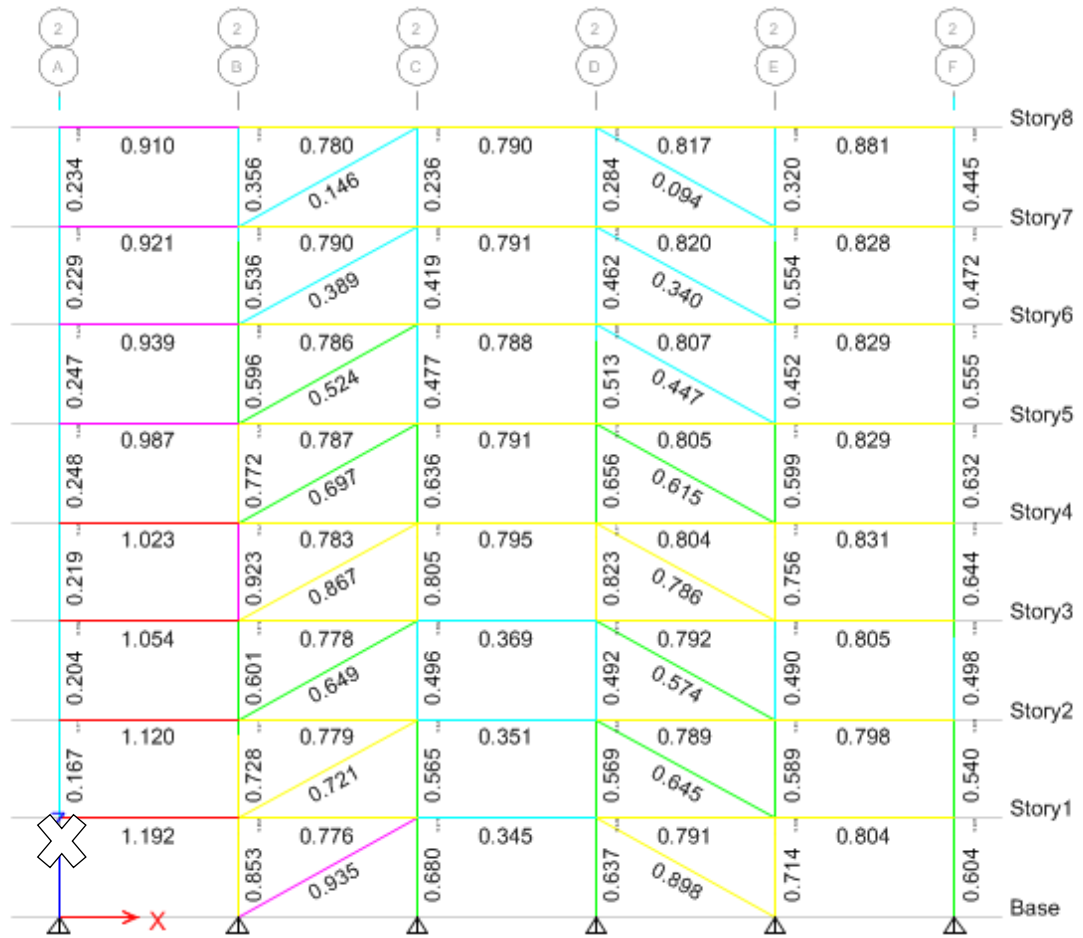 2 2 2 2 2 2
A B C D E F
Story8
0.910 0.780 0.790 0.817 0.881
0.234 0.356 0.146 0.236 0.284 0.094 0.320 0.445
Story7
0.921 0.790 0.791 0.820 0.828
0.229 0.536 0.389 0.419 0.462 0.340 0.554 0.472
Story6
0.939 0.786 0.788 0.807 0.829
0.247 0.596 0.524 0.477 0.513 0.447 0.452 0.555
Story5
0.987 0.787 0.791 0.805 0.829
0.248 0.772 0.697 0.636 0.656 0.615 0.599 0.632
Story4
1.023 0.783 0.795 0.804 0.831
0.219 0.923 0.867 0.805 0.823 0.786 0.756 0.644
Story3
1.054 0.778 0.369 0.792 0.805
0.204 0.601 0.649 0.496 0.492 0.574 0.490 0.498
Story2
1.120 0.779 0.351 0.789 0.798
0.167 0.728 0.721 0.565 0.569 0.645 0.589 0.540
Story1
1.192 0.776 0.345 0.791 0.804
0.853 0.935 0.680 0.637 0.898 0.714 0.604
Base
X